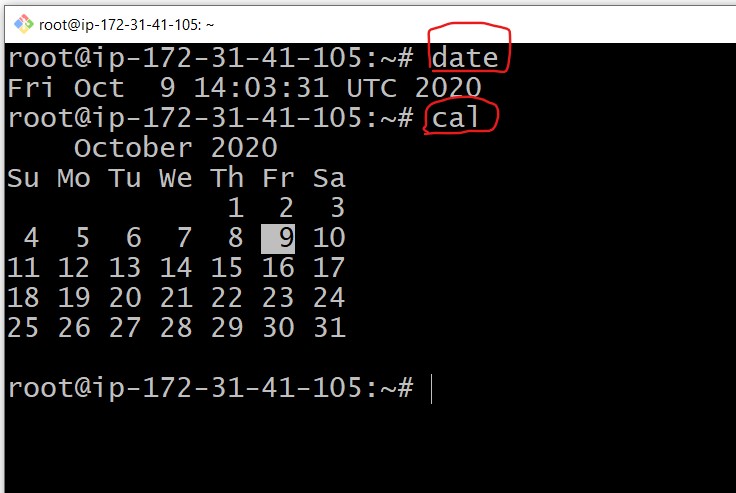 root@ip-172-31-41-105: ~
root@ip-172-31-41-105:~# date
Fri Oct  9 14:03:31 UTC 2020
root@ip-172-31-41-105:~# cal
    October 2020
Su Mo Tu We Th Fr Sa
             1  2  3
 4  5  6  7  8  9 10
11 12 13 14 15 16 17
18 19 20 21 22 23 24
25 26 27 28 29 30 31
root@ip-172-31-41-105:~#